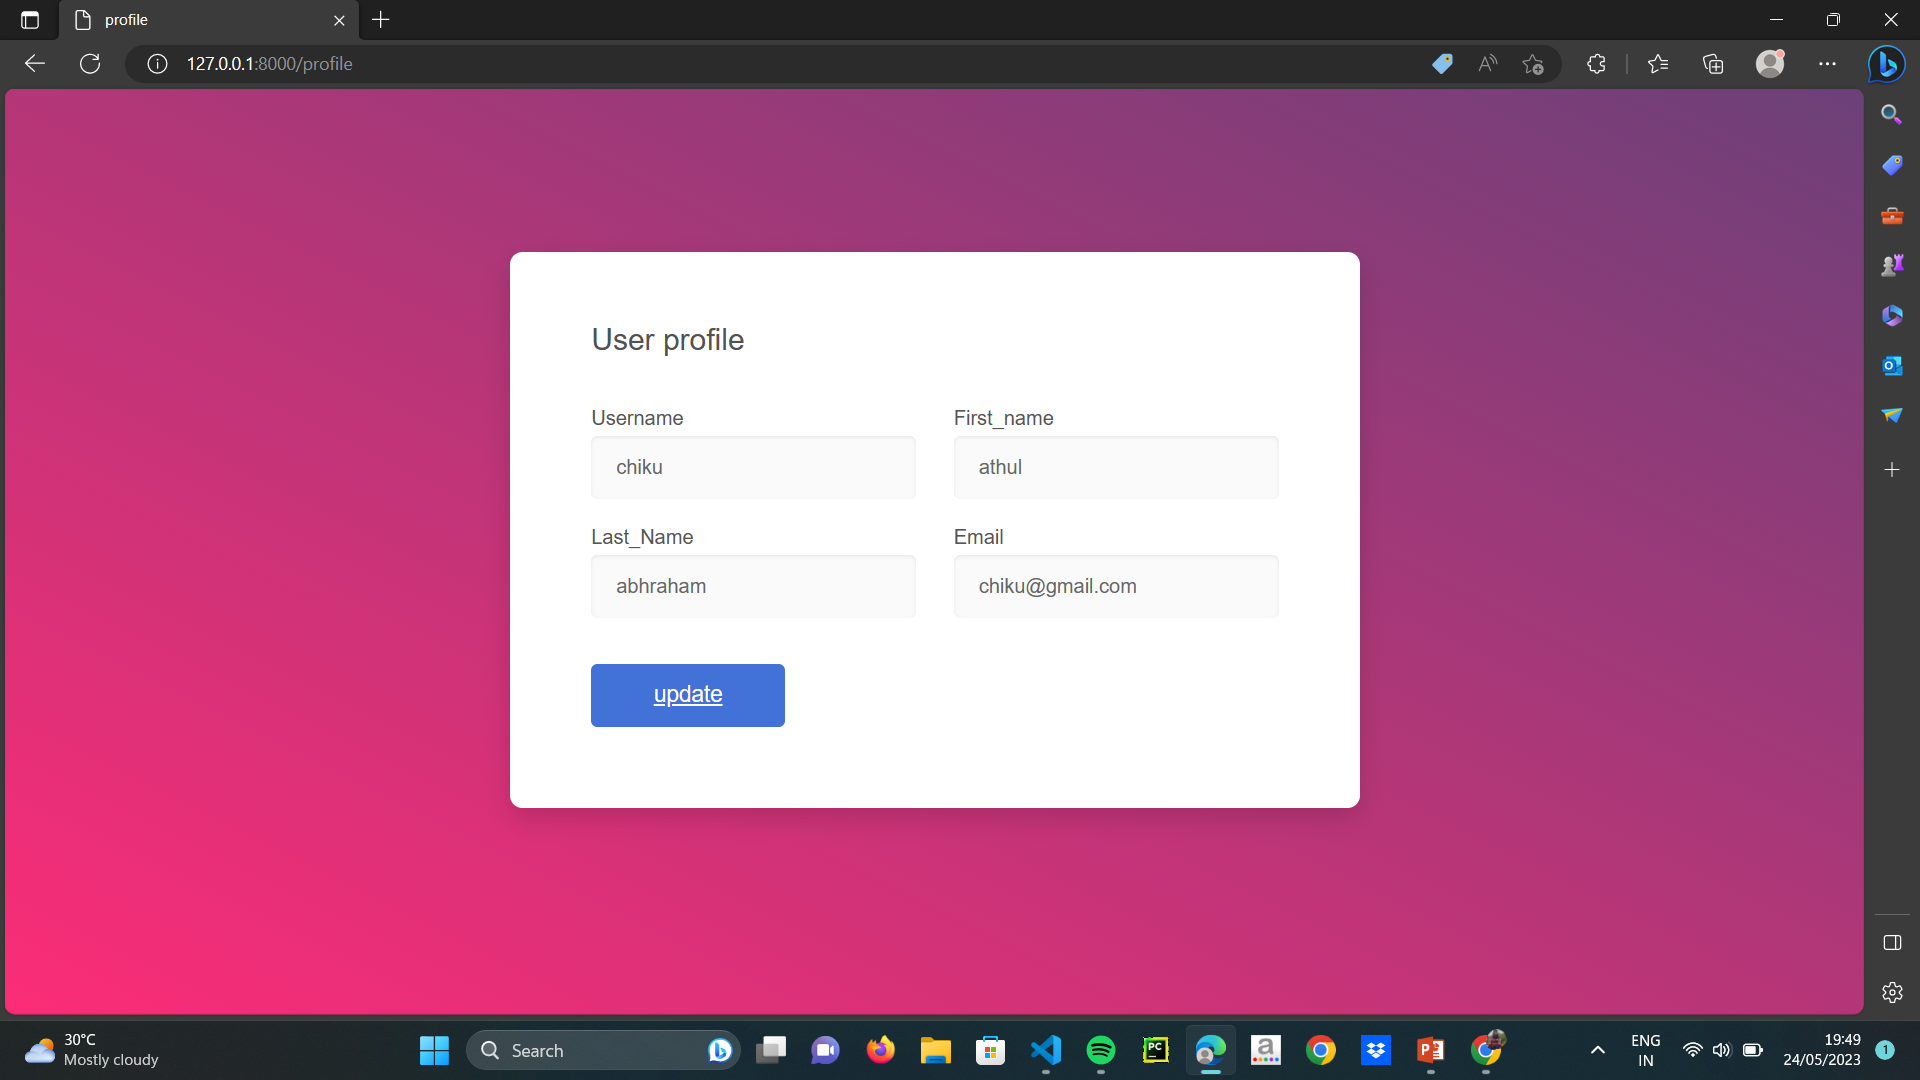 profile
127.0.0.1:8000/profile
User profile
Username
First_name
chiku
athul
Last_Name
Email
abhraham
chiku@gmail.com
update
30°C
Mostly cloudy
Search
PC
a
P
ENG
IN
19:49
24/05/2023
1